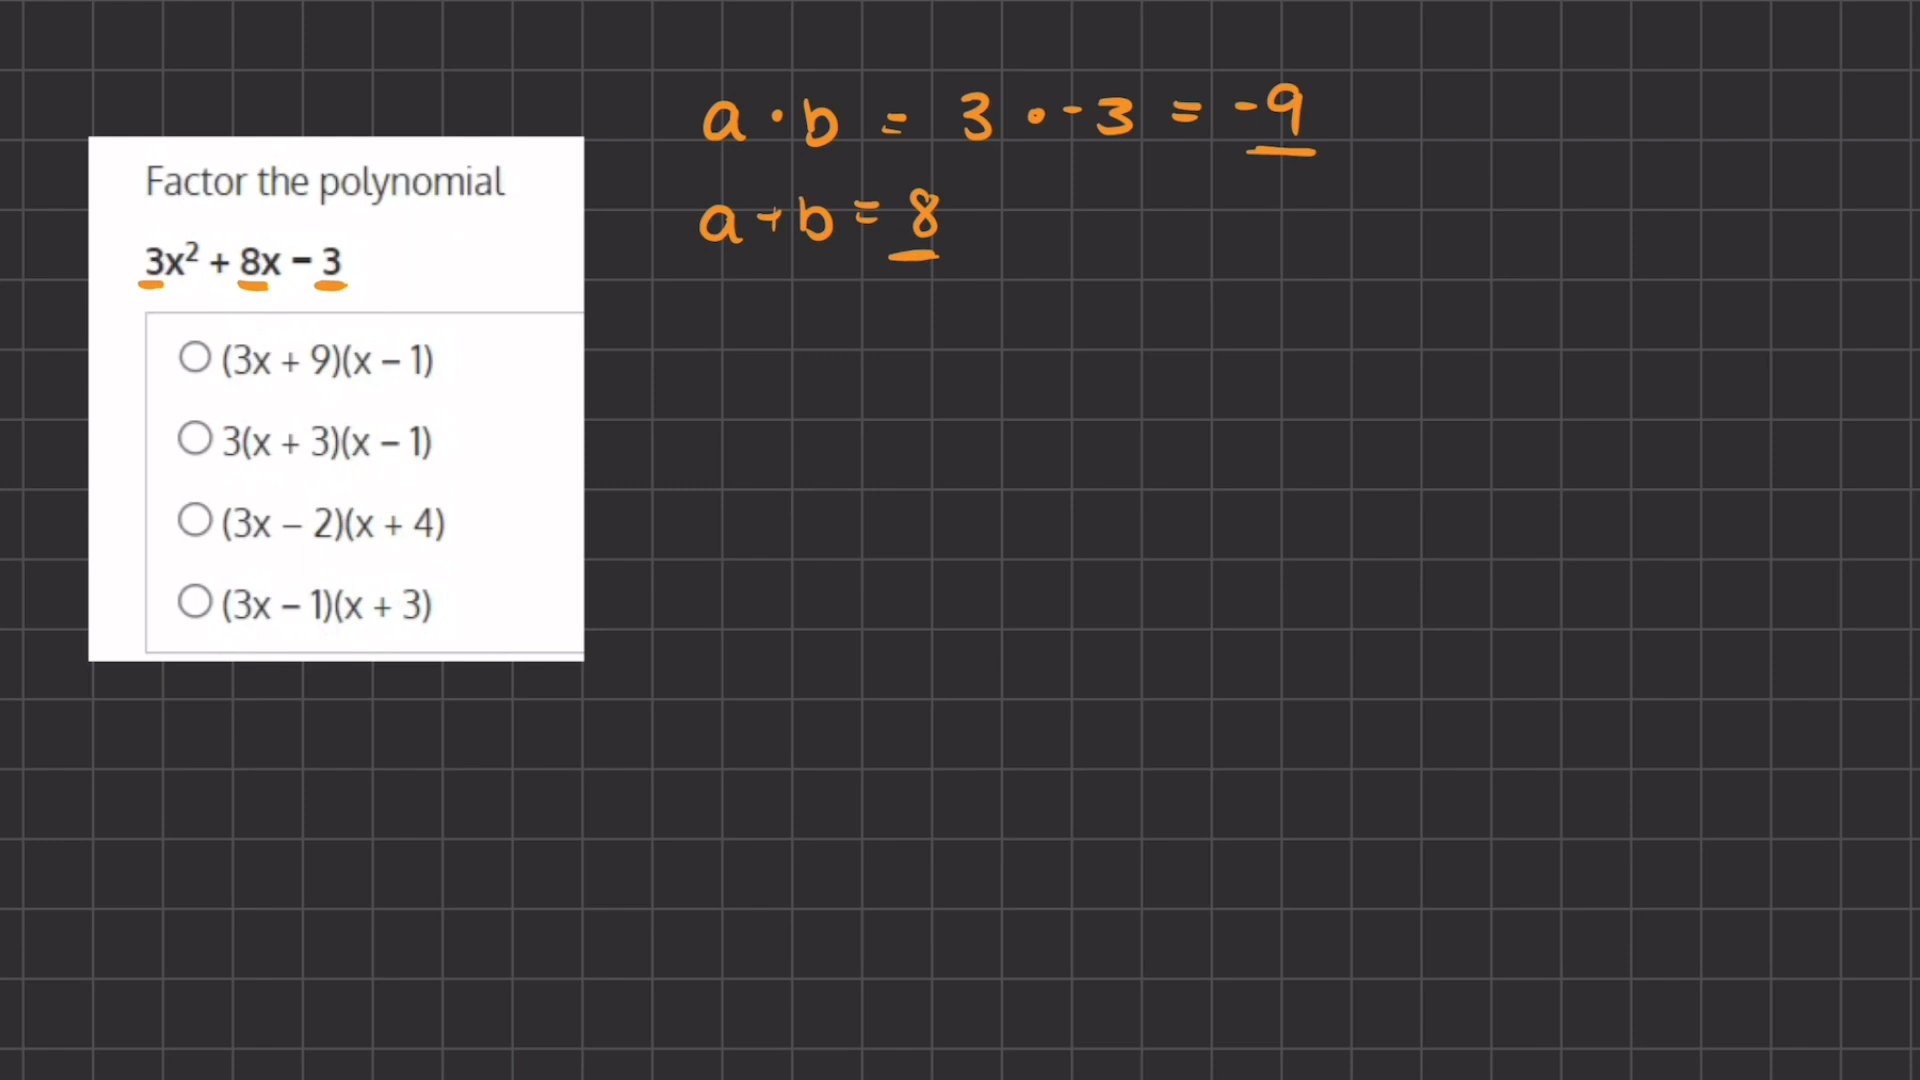 Factor the polynomial
3x² + 8x − 3
(3x + 9)(x − 1)
3(x + 3)(x − 1)
(3x − 2)(x + 4)
(3x − 1)(x + 3)
a · b = 3 · -3 = -9
a + b = 8